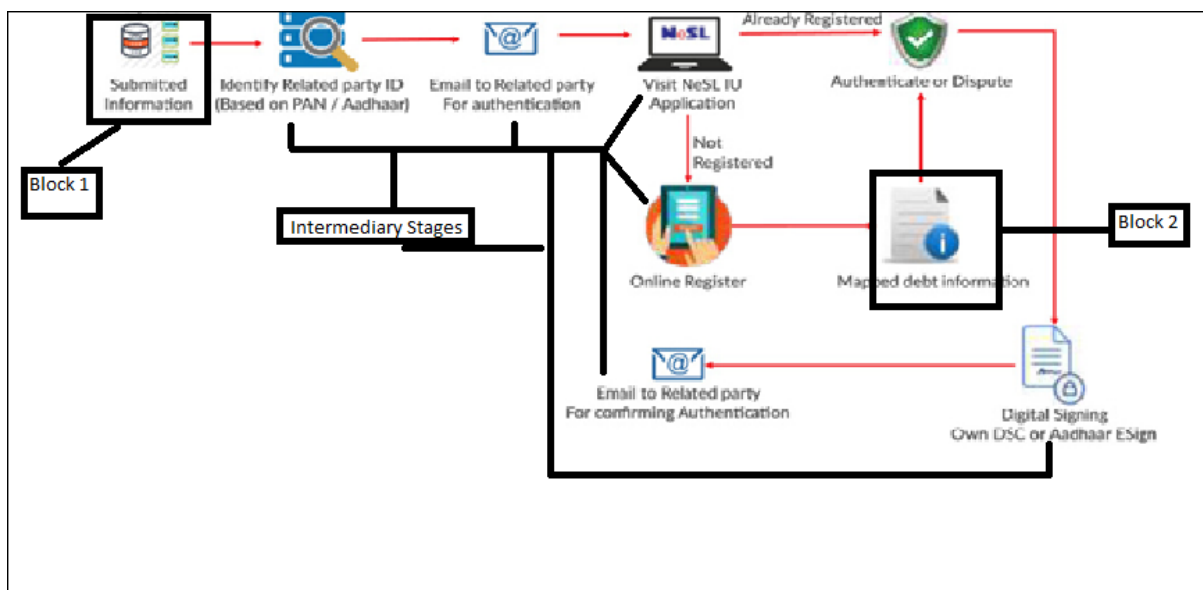 Already Registered
NeSL
Submitted
Information
Identify Related party ID
(Based on PAN / Aadhaar)
Email to Related party
For authentication
Visit NeSL IU
Application
Authenticate or Dispute
Not
Registered
Block 1
Intermediary Stages
Block 2
Online Register
Mapped debt information
Email to Related party
For confirming Authentication
Digital Signing
Own DSC or Aadhaar ESign